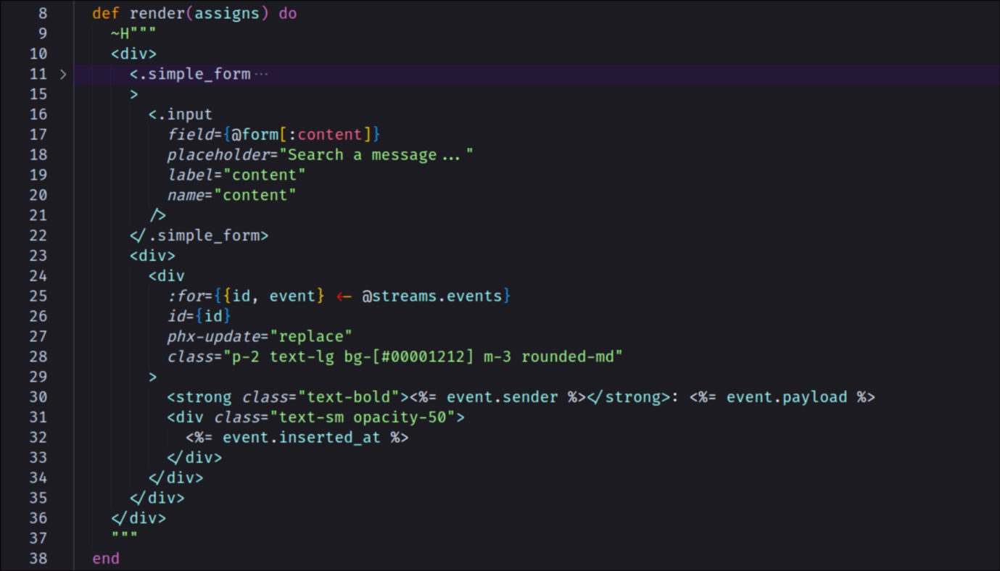 8 def render(assigns) do
9 ~H"""
10 <div>
11 > <.simple_form ...
15 >
16 <.input
17 field={@form[:content]}
18 placeholder="Search a message..."
19 label="content"
20 name="content"
21 />
22 </.simple_form>
23 <div>
24 <div
25 :for={{id, event} <- @streams.events}
26 id={id}
27 phx-update="replace"
28 class="p-2 text-lg bg-[#00001212] m-3 rounded-md"
29 >
30 <strong class="text-bold"><%= event.sender %></strong>: <%= event.payload %>
31 <div class="text-sm opacity-50">
32 <%= event.inserted_at %>
33 </div>
34 </div>
35 </div>
36 </div>
37 """
38 end